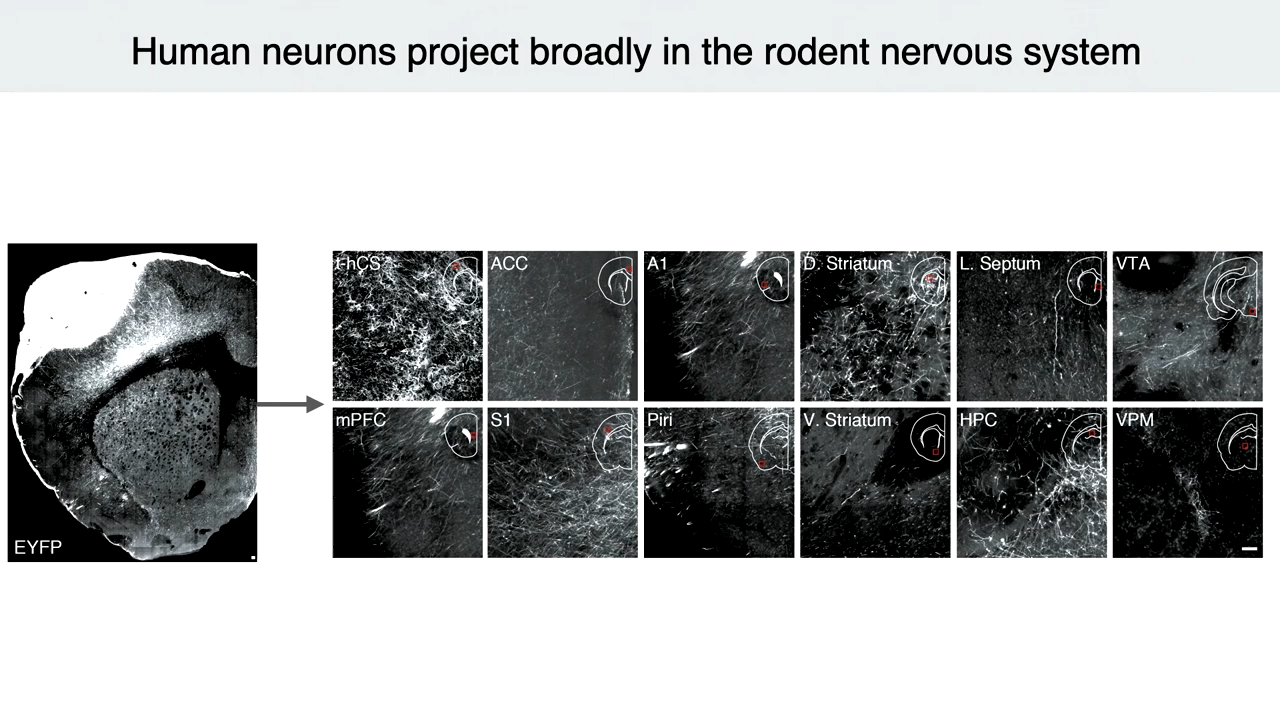 Human neurons project broadly in the rodent nervous system
t-hCS
ACC
A1
D. Striatum
L. Septum
VTA
mPFC
S1
Piri
V. Striatum
HPC
VPM
EYFP